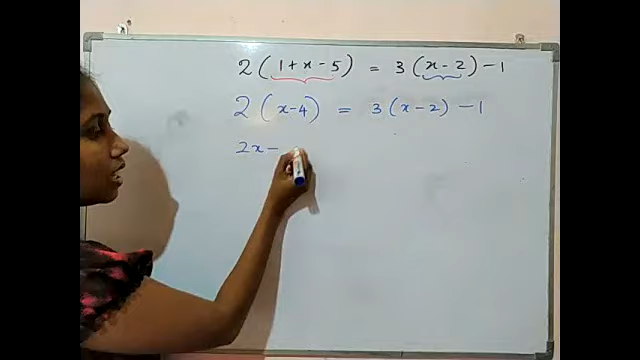 2(1+x-5) = 3(x-2)-1
2(x-4) = 3(x-2)-1
2x-